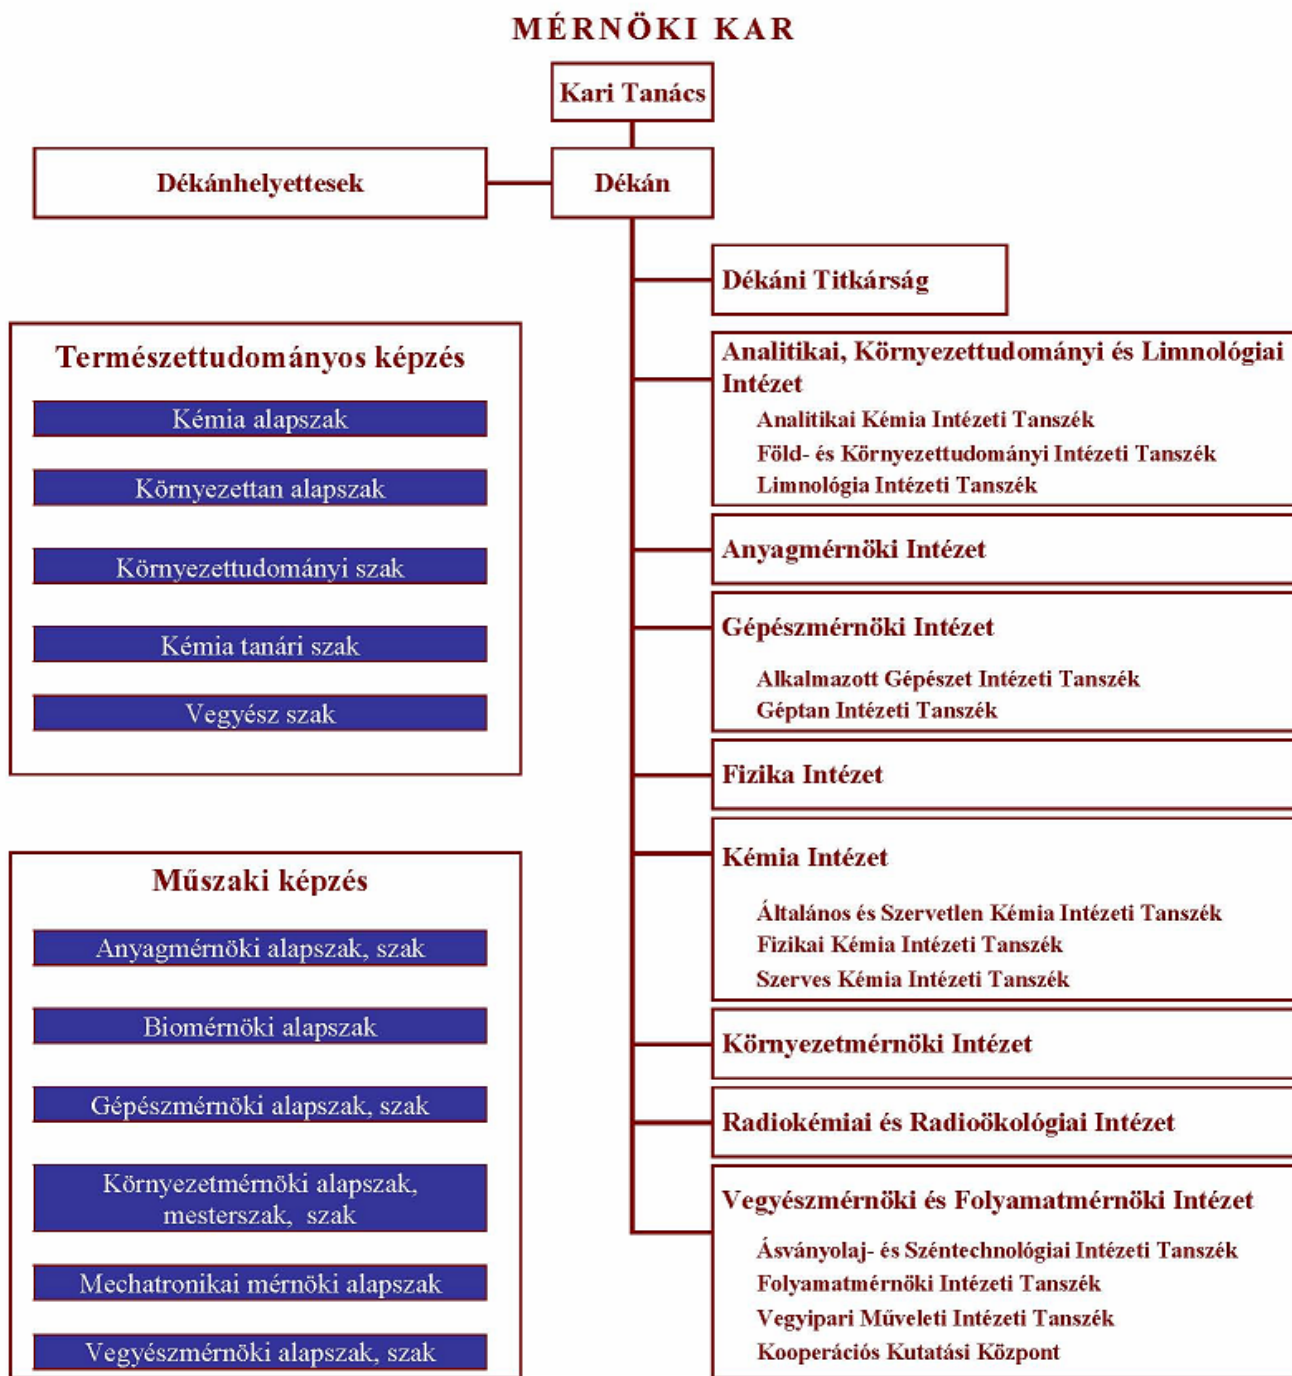 MÉRNÖKI KAR
Kari Tanács
Dékánhelyettesek
Dékán
Dékáni Titkárság
Természettudományos képzés
Kémia alapszak
Környezettan alapszak
Környezettudományi szak
Kémia tanári szak
Vegyész szak
Műszaki képzés
Anyagmérnöki alapszak, szak
Biomérnöki alapszak
Gépészmérnöki alapszak, szak
Környezetmérnöki alapszak,
mesterszak, szak
Mechatronikai mérnöki alapszak
Vegyészmérnöki alapszak, szak
Analitikai, Környezettudományi és Limnológiai
Intézet
Analitikai Kémia Intézeti Tanszék
Föld- és Környezettudományi Intézeti Tanszék
Limnológia Intézeti Tanszék
Anyagmérnöki Intézet
Gépészmérnöki Intézet
Alkalmazott Gépészet Intézeti Tanszék
Géptan Intézeti Tanszék
Fizika Intézet
Kémia Intézet
Általános és Szervetlen Kémia Intézeti Tanszék
Fizikai Kémia Intézeti Tanszék
Szerves Kémia Intézeti Tanszék
Környezetmérnöki Intézet
Radiokémiai és Radioökológiai Intézet
Vegyészmérnöki és Folyamatmérnöki Intézet
Ásványolaj- és Széntechnológiai Intézeti Tanszék
Folyamatmérnöki Intézeti Tanszék
Vegyipari Műveleti Intézeti Tanszék
Kooperációs Kutatási Központ